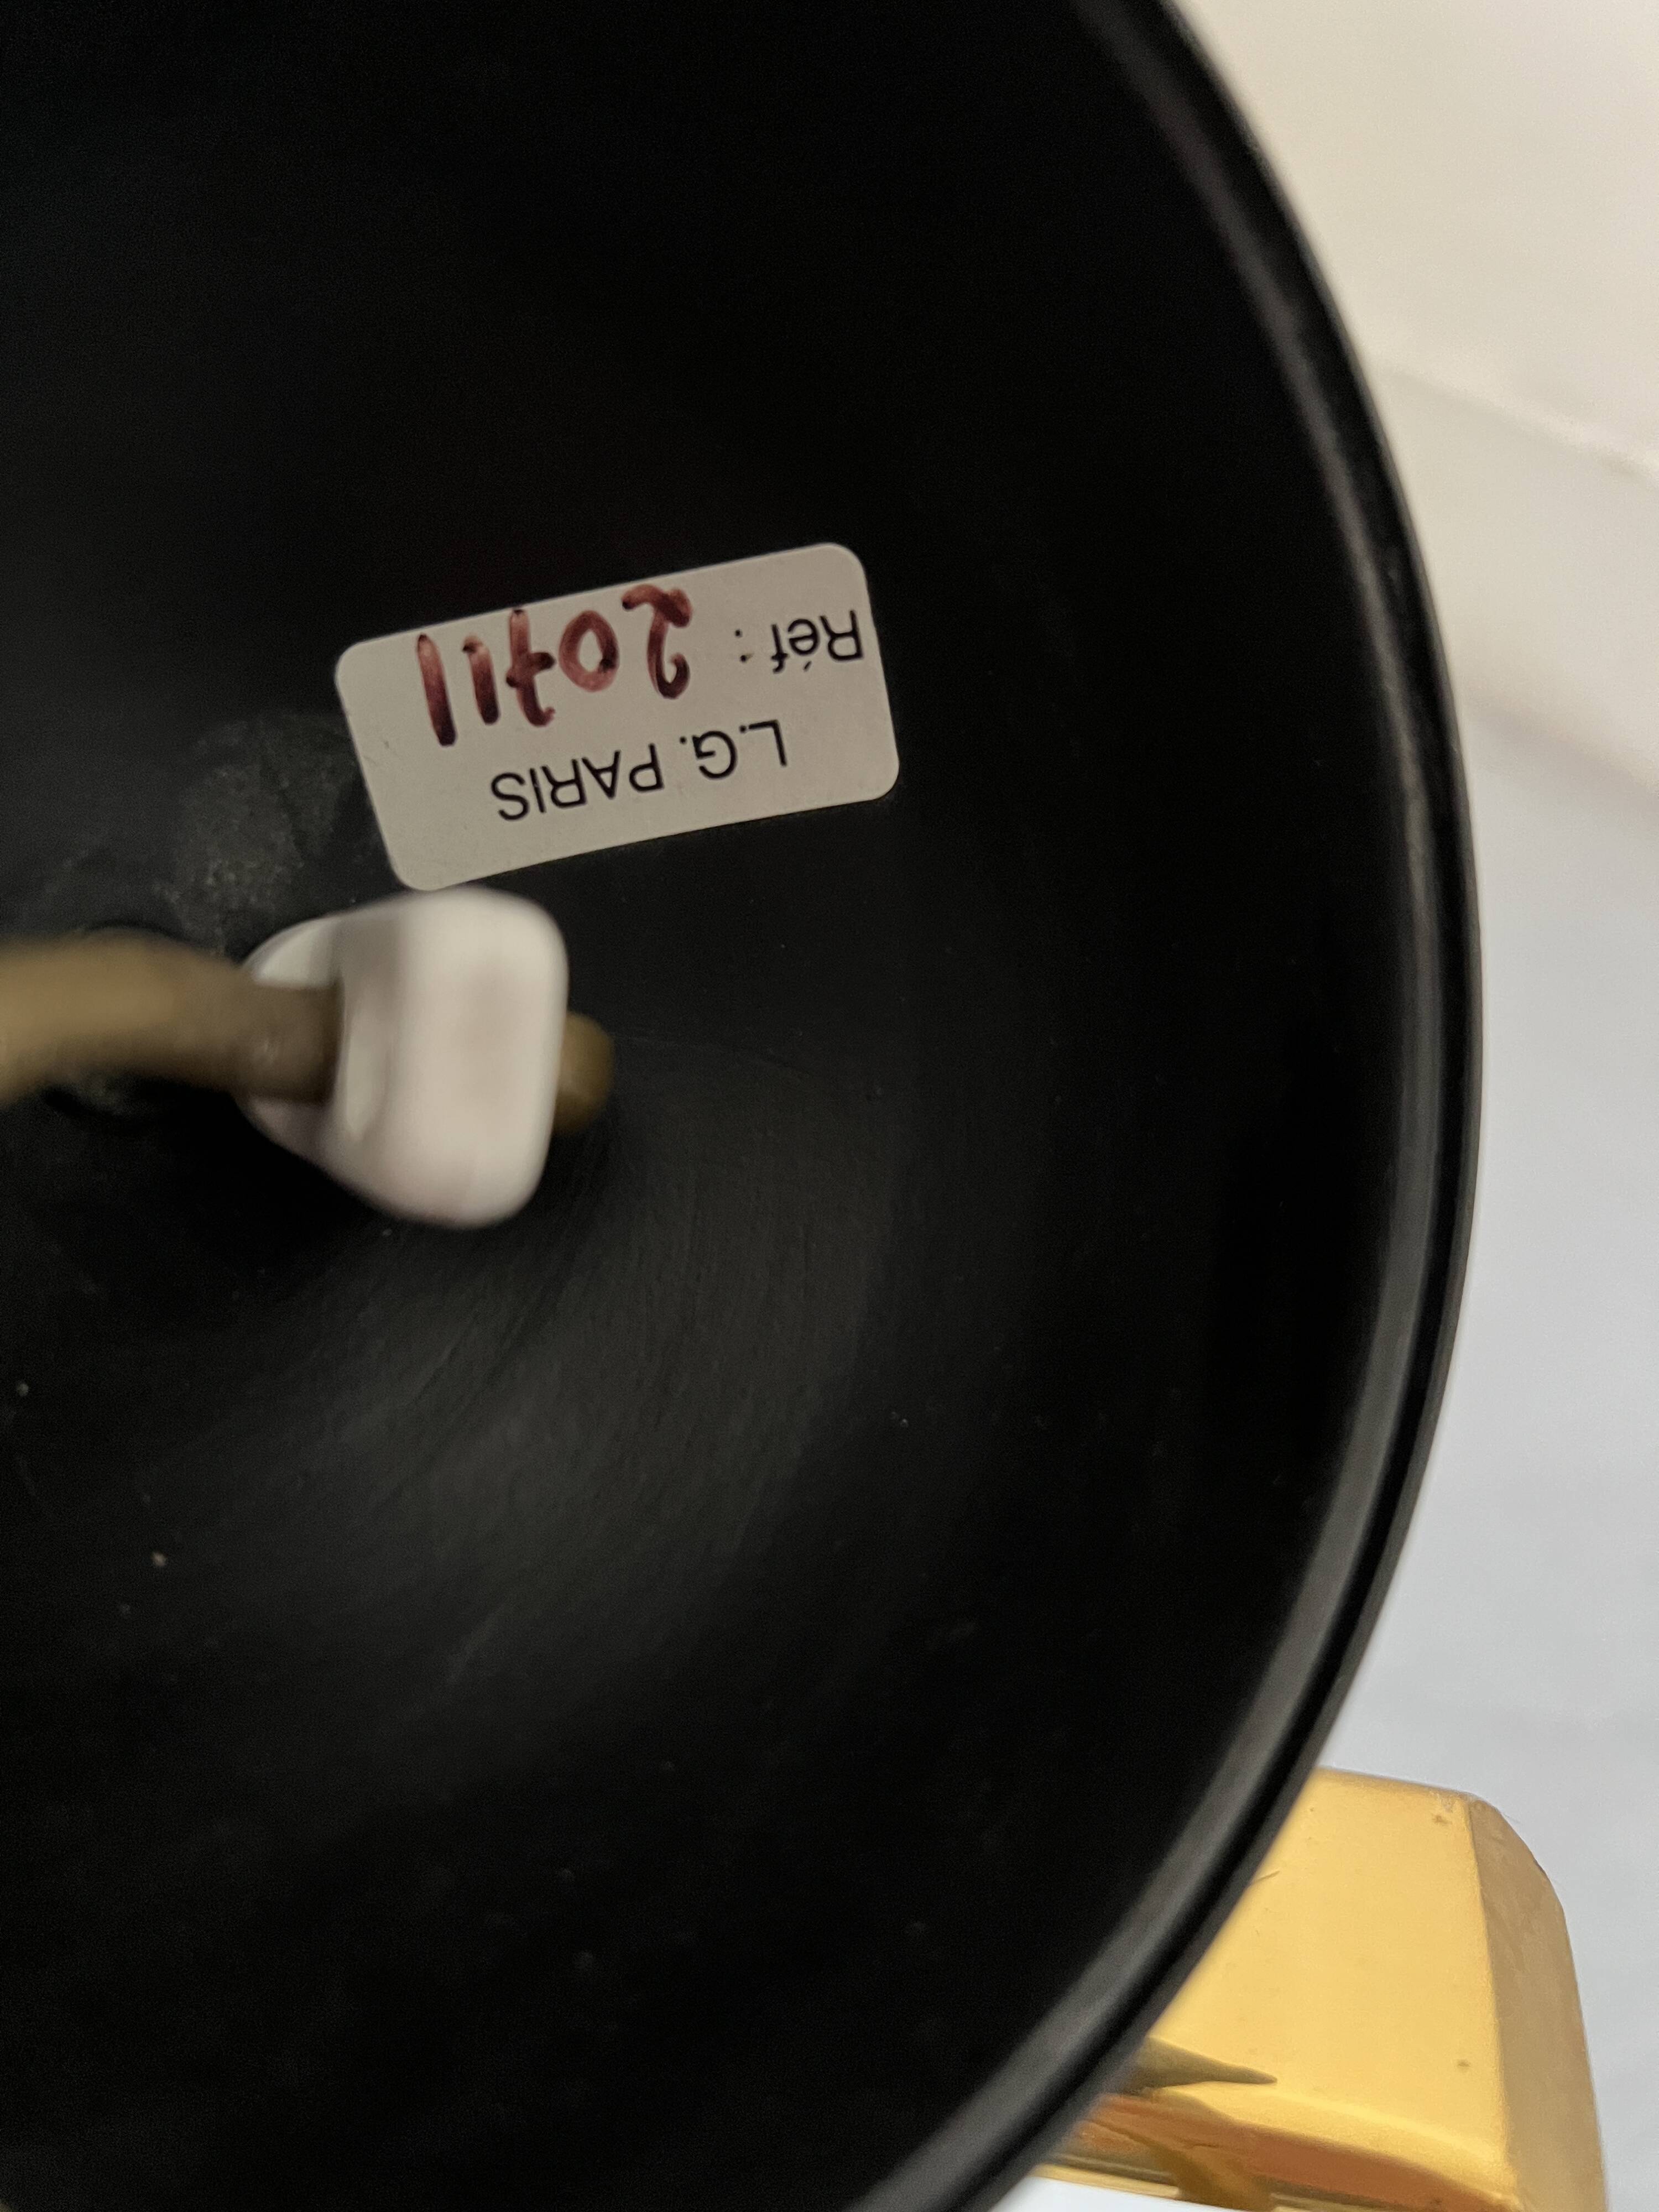 L.G. PARIS
Réf : 20711